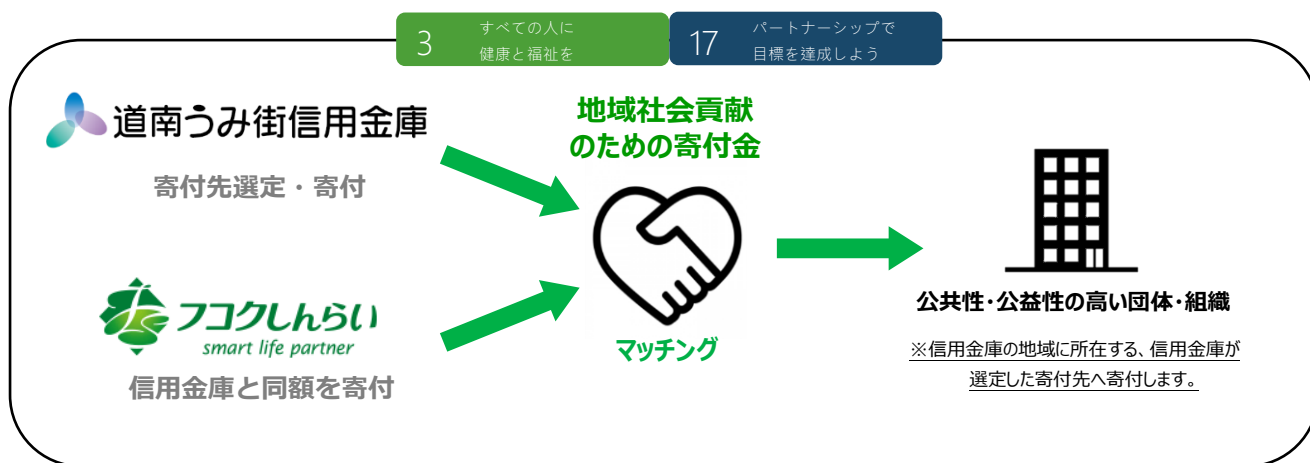 3
すべての人に
健康と福祉を
17
パートナーシップで
目標を達成しよう
道南うみ街信用金庫
寄付先選定・寄付
フコクしんらい
smart life partner
信用金庫と同額を寄付
地域社会貢献
のための寄付金
マッチング
公共性・公益性の高い団体・組織
※信用金庫の地域に所在する、信用金庫が
選定した寄付先へ寄付します。